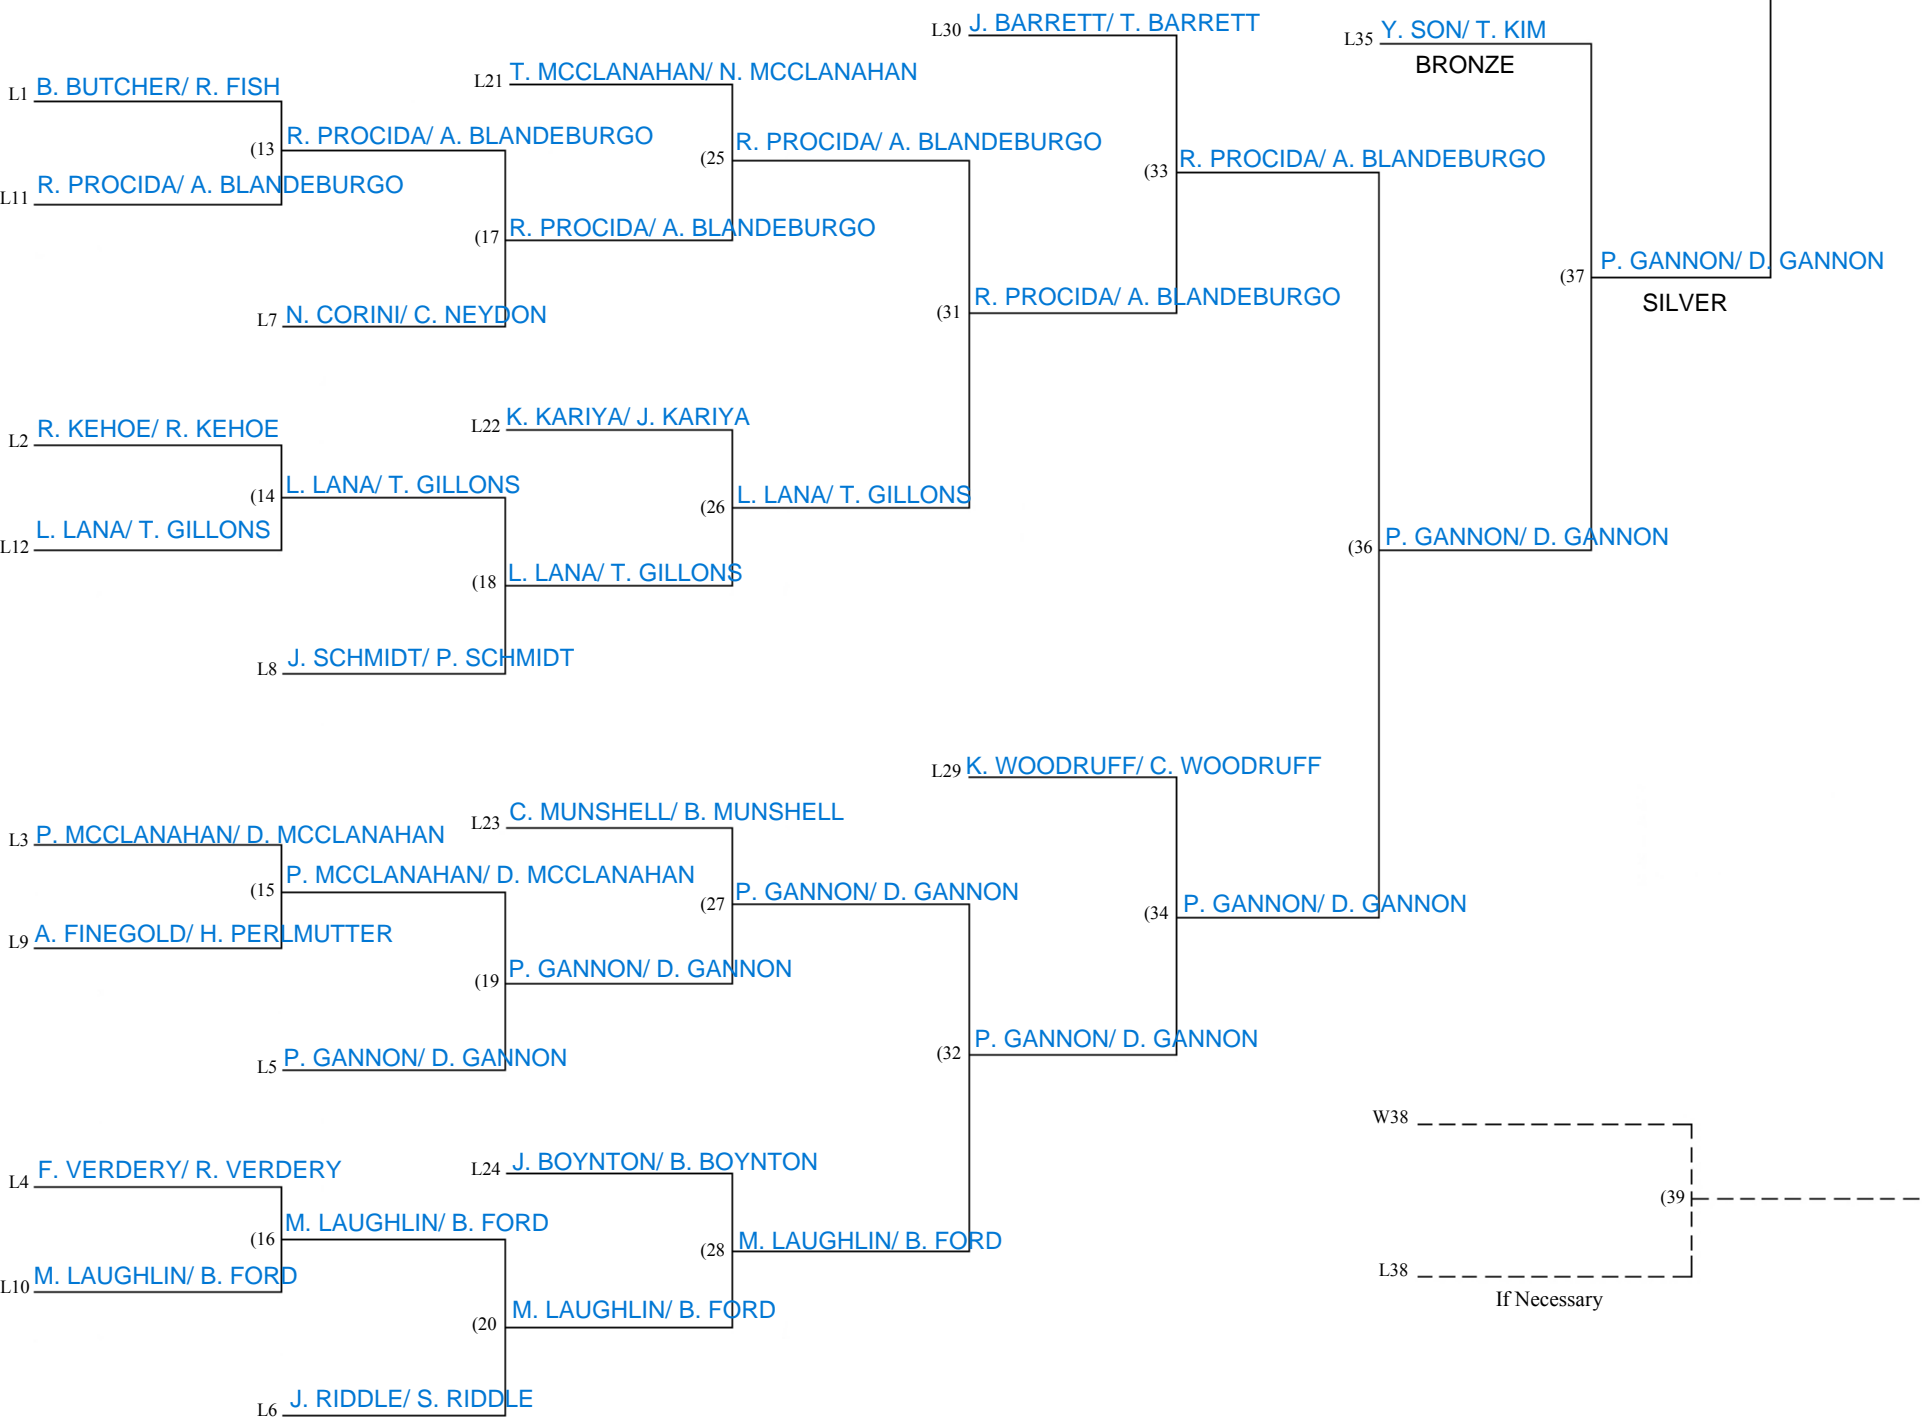 L30 J. BARRETT/ T. BARRETT
L35 Y. SON/ T. KIM
BRONZE
L21 T. MCCLANAHAN/ N. MCCLANAHAN
L1 B. BUTCHER/ R. FISH
(13 R. PROCIDA/ A. BLANDEBURGO
(25 R. PROCIDA/ A. BLANDEBURGO
(33 R. PROCIDA/ A. BLANDEBURGO
L11 R. PROCIDA/ A. BLANDEBURGO
(17 R. PROCIDA/ A. BLANDEBURGO
(37 P. GANNON/ D. GANNON
SILVER
(31 R. PROCIDA/ A. BLANDEBURGO
L7 N. CORINI/ C. NEYDON
L22 K. KARIYA/ J. KARIYA
L2 R. KEHOE/ R. KEHOE
(14 L. LANA/ T. GILLONS
(26 L. LANA/ T. GILLONS
L12 L. LANA/ T. GILLONS
(36 P. GANNON/ D. GANNON
(18 L. LANA/ T. GILLONS
L8 J. SCHMIDT/ P. SCHMIDT
L29 K. WOODRUFF/ C. WOODRUFF
L23 C. MUNSHELL/ B. MUNSHELL
L3 P. MCCLANAHAN/ D. MCCLANAHAN
(15 P. MCCLANAHAN/ D. MCCLANAHAN
(27 P. GANNON/ D. GANNON
(34 P. GANNON/ D. GANNON
L9 A. FINEGOLD/ H. PERLMUTTER
(19 P. GANNON/ D. GANNON
(32 P. GANNON/ D. GANNON
L5 P. GANNON/ D. GANNON
W38
L24 J. BOYNTON/ B. BOYNTON
L4 F. VERDERY/ R. VERDERY
(39
(16 M. LAUGHLIN/ B. FORD
(28 M. LAUGHLIN/ B. FORD
L10 M. LAUGHLIN/ B. FORD
L38
If Necessary
(20 M. LAUGHLIN/ B. FORD
L6 J. RIDDLE/ S. RIDDLE